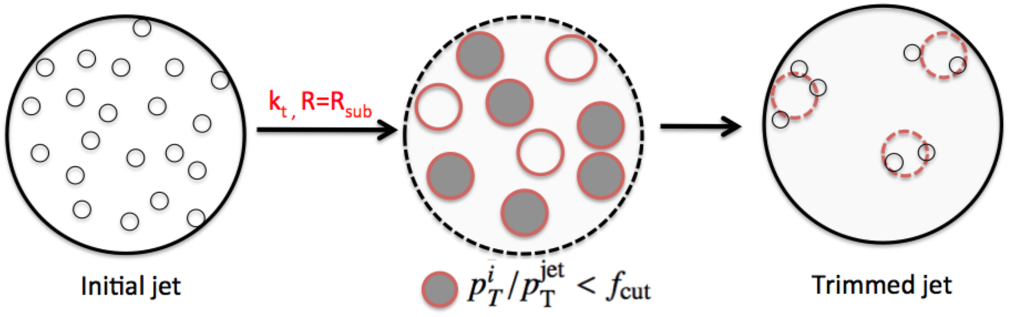 k_t , R=R_sub
Initial jet
p_T^i/p_T^jet < f_cut
Trimmed jet